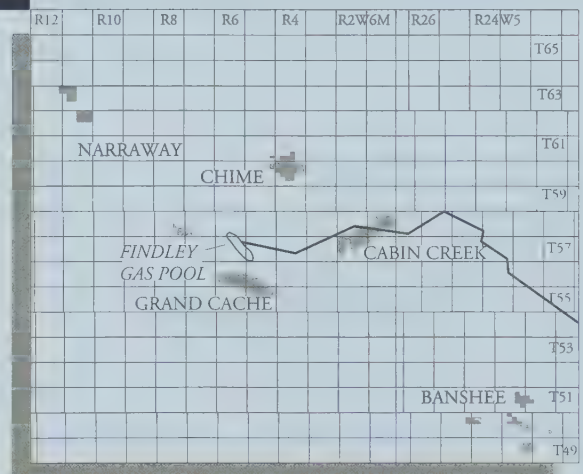 R12 R10 R8 R6 R4 R2W6M R26 R24W5
T65
T63
T61
NARRAWAY
CHIME
T59
FINDLEY
GAS POOL
CABIN CREEK
T57
GRAND CACHE
T55
T53
BANSHEE T51
T49